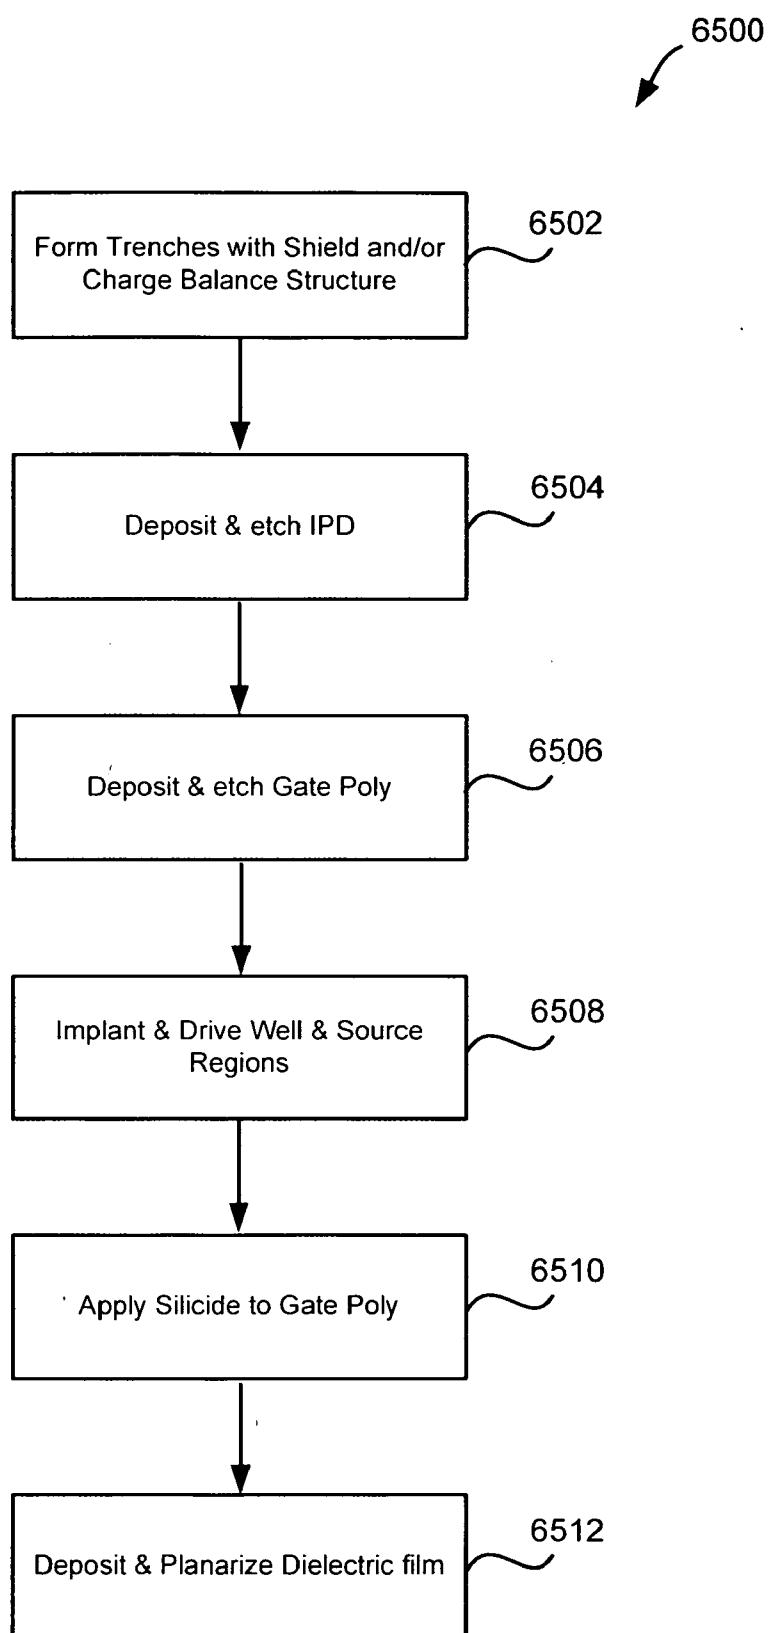 6500
6502
Form Trenches with Shield and/or
Charge Balance Structure
6504
Deposit & etch IPD
6506
Deposit & etch Gate Poly
6508
Implant & Drive Well & Source
Regions
6510
Apply Silicide to Gate Poly
6512
Deposit & Planarize Dielectric film